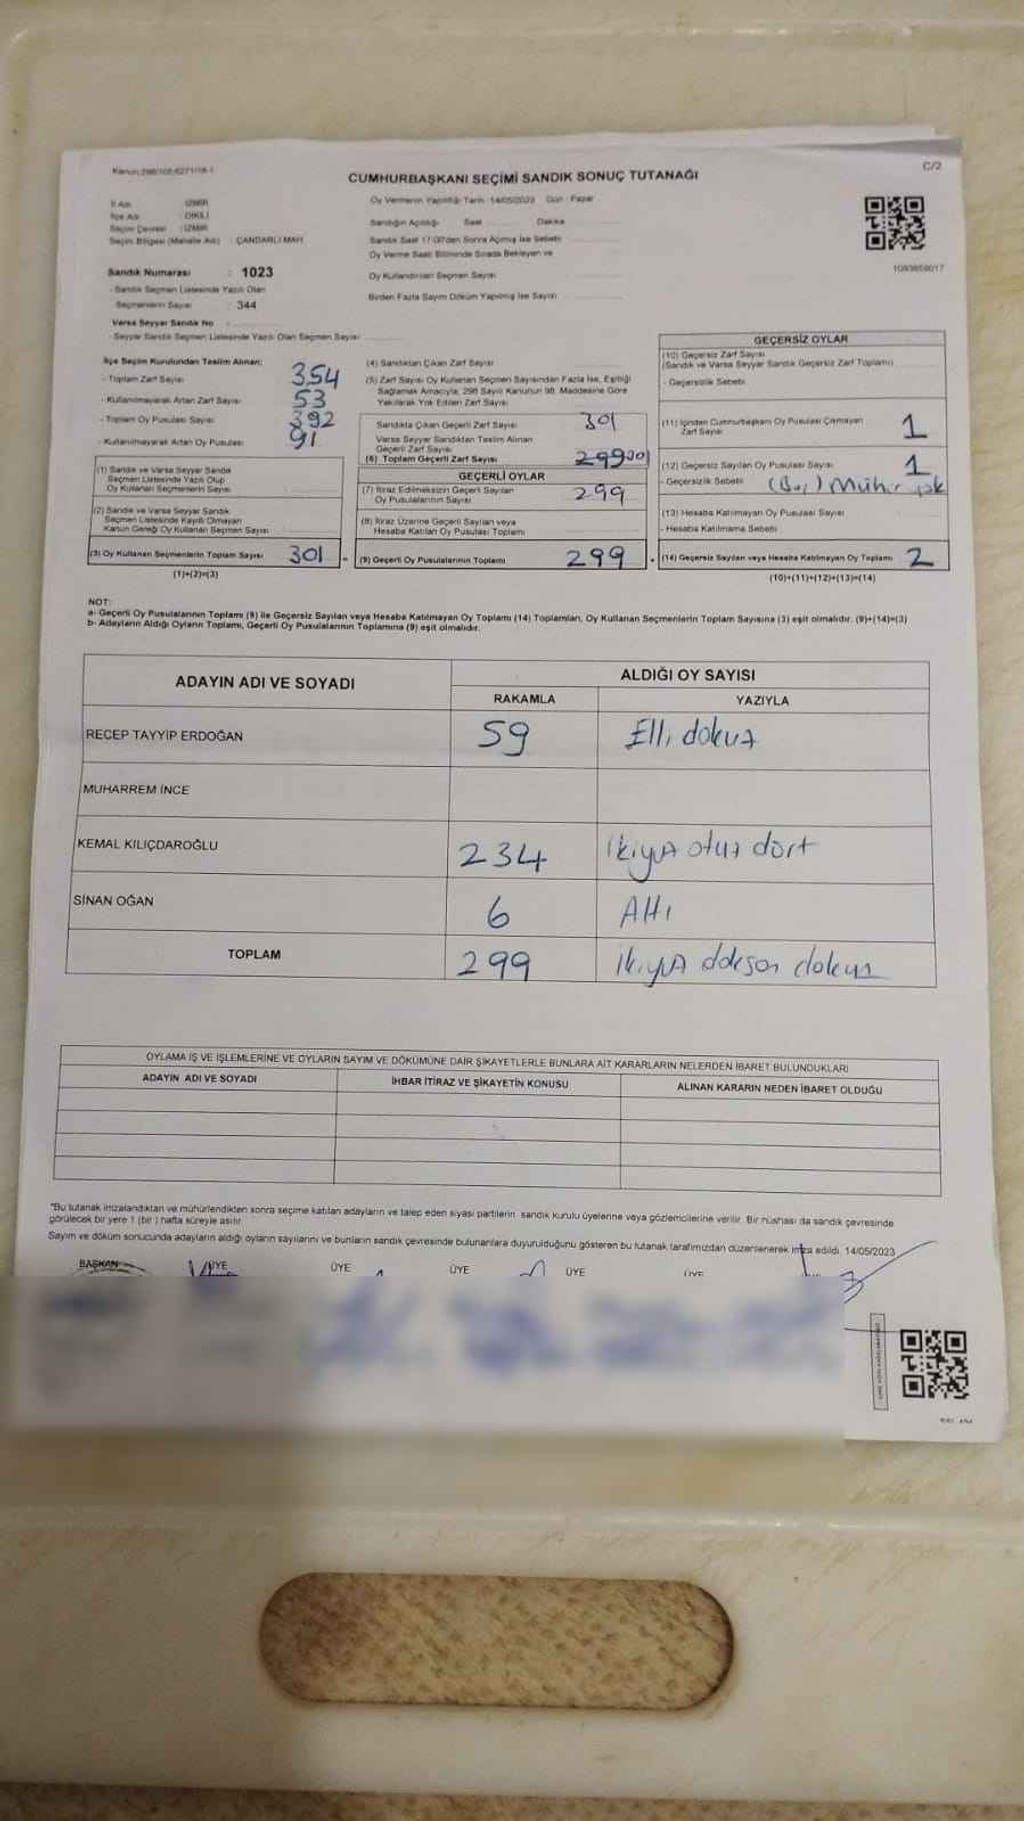 C/2
CUMHURBAŞKANI SEÇİMİ SANDIK SONUÇ TUTANAĞI
İl Adı : İZMİR
İlçe Adı : DİKİLİ
Seçim Çevresi : İZMİR
Seçim Bölgesi (Mahalle Adı) : ÇANDARLI MAH.
Sandık Numarası : 1023
- Sandık Seçmen Listesinde Yazılı Olan
Seçmenlerin Sayısı : 344
Varsa Seyyar Sandık No :
- Seyyar Sandık Seçmen Listesinde Yazılı Olan Seçmen Sayısı
Oy Vermenin Yapıldığı Tarih : 14/05/2023 Gün : Pazar
Sandığın Açıldığı Saat Dakika
Sandık Saat 17:00'den Sonra Açılmış İse Sebebi
Oy Verme Saati Bitiminde Sırada Bekleyen ve
Oy Kullandırılan Seçmen Sayısı
Birden Fazla Sayım Döküm Yapılmış İse Sayısı
İlçe Seçim Kurulundan Teslim Alınan:
- Toplam Zarf Sayısı 354
- Kullanılmayarak Artan Zarf Sayısı 53
- Toplam Oy Pusulası Sayısı 392
- Kullanılmayarak Artan Oy Pusulası 91
(1) Sandık ve Varsa Seyyar Sandık
Seçmen Listesinde Yazılı Olup
Oy Kullanan Seçmenlerin Sayısı
(2) Sandık ve Varsa Seyyar Sandık
Seçmen Listesinde Kayıtlı Olmayan
Kanun Gereği Oy Kullanan Seçmen Sayısı
(3) Oy Kullanan Seçmenlerin Toplam Sayısı 301
(1)+(2)=(3)
(4) Sandıktan Çıkan Zarf Sayısı
(5) Zarf Sayısı Oy Kullanan Seçmen Sayısından Fazla İse, Eşitliği
Sağlamak Amacıyla, 298 Sayılı Kanunun 98. Maddesine Göre
Yakılarak Yok Edilen Zarf Sayısı
Sandıkta Çıkan Geçerli Zarf Sayısı 301
Varsa Seyyar Sandıktan Teslim Alınan
Geçerli Zarf Sayısı
(6) Toplam Geçerli Zarf Sayısı
GEÇERLİ OYLAR
(7) İtiraz Edilmeksizin Geçerli Sayılan
Oy Pusulalarının Sayısı 299
(8) İtiraz Üzerine Geçerli Sayılan veya
Hesaba Katılan Oy Pusulası Toplamı
(9) Geçerli Oy Pusulalarının Toplamı 299
GEÇERSİZ OYLAR
(10) Geçersiz Zarf Sayısı
(Sandık ve Varsa Seyyar Sandık Geçersiz Zarf Toplamı)
- Geçersizlik Sebebi
(11) İçinden Cumhurbaşkanı Oy Pusulası Çıkmayan
Zarf Sayısı 1
(12) Geçersiz Sayılan Oy Pusulası Sayısı 1
- Geçersizlik Sebebi (Boş) Mühür yok
(13) Hesaba Katılmayan Oy Pusulası Sayısı
- Hesaba Katılmama Sebebi
(14) Geçersiz Sayılan veya Hesaba Katılmayan Oy Toplamı 2
(10)+(11)+(12)+(13)=(14)
NOT:
a- Geçerli Oy Pusulalarının Toplamı (9) ile Geçersiz Sayılan veya Hesaba Katılmayan Oy Toplamı (14) Toplamları, Oy Kullanan Seçmenlerin Toplam Sayısına (3) eşit olmalıdır. (9)+(14)=(3)
b- Adayların Aldığı Oyların Toplamı, Geçerli Oy Pusulalarının Toplamına (9) eşit olmalıdır.
ADAYIN ADI VE SOYADI
ALDIĞI OY SAYISI
RAKAMLA YAZIYLA
RECEP TAYYİP ERDOĞAN 59 Elli dokuz
MUHARREM İNCE
KEMAL KILIÇDAROĞLU 234 İkiyüz otuz dört
SİNAN OĞAN 6 Altı
TOPLAM 299 ikiyüz doksan dokuz
OYLAMA İŞ VE İŞLEMLERİNE VE OYLARIN SAYIM VE DÖKÜMÜNE DAİR ŞİKAYETLERLE BUNLARA AİT KARARLARIN NELERDEN İBARET BULUNDUKLARI
ADAYIN ADI VE SOYADI İHBAR İTİRAZ VE ŞİKAYETİN KONUSU ALINAN KARARIN NEDEN İBARET OLDUĞU
*Bu tutanak imzalandıktan ve mühürlendikten sonra seçime katılan adayların ve talep eden siyasi partilerin sandık kurulu üyelerine veya gözlemcilerine verilir. Bir nüshası da sandık çevresinde
görülecek bir yere 1 (bir) hafta süreyle asılır.
Sayım ve döküm sonucunda adayların aldığı oyların sayılarını ve bunların sandık çevresinde bulunanlara duyurulduğunu gösteren bu tutanak tarafımızdan düzenlenerek imza edildi. 14/05/2023
BAŞKAN ÜYE ÜYE ÜYE ÜYE ÜYE